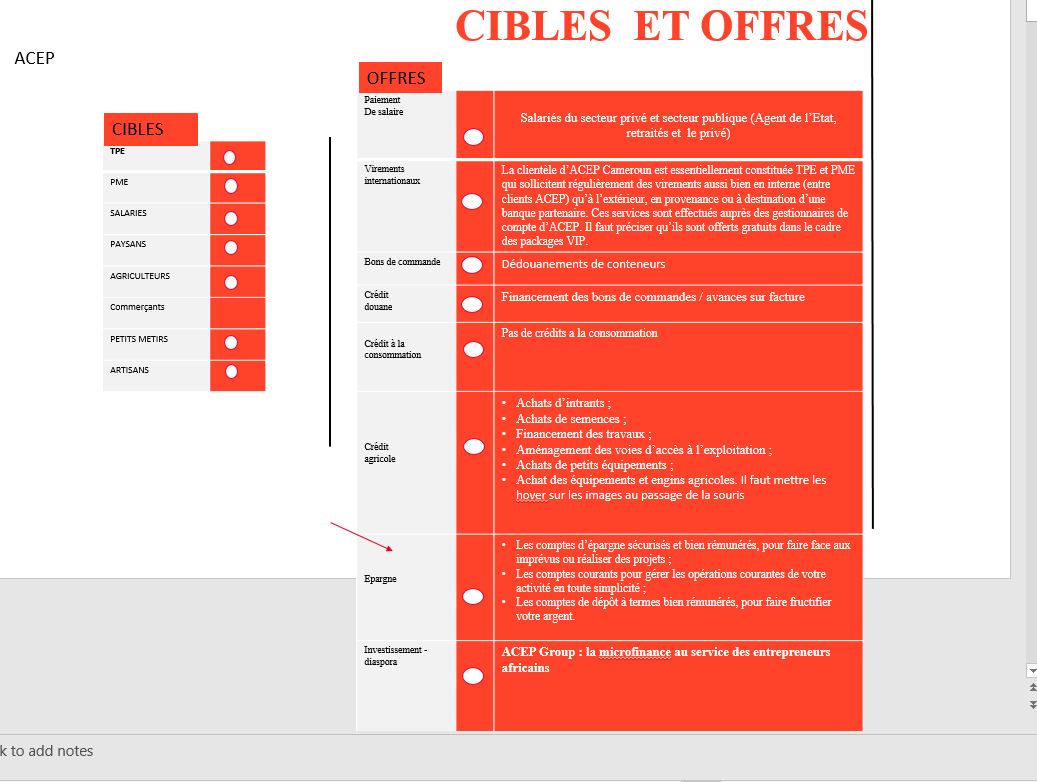 CIBLES ET OFFRES
ACEP
CIBLES
TPE
PME
SALARIES
PAYSANS
AGRICULTEURS
Commerçants
PETITS METIRS
ARTISANS
OFFRES
Paiement
De salaire
Salariés du secteur privé et secteur publique (Agent de l’Etat,
retraités et le privé)
Virements
internationaux
La clientèle d’ACEP Cameroun est essentiellement constituée TPE et PME
qui sollicitent régulièrement des virements aussi bien en interne (entre
clients ACEP) qu’à l’extérieur, en provenance ou à destination d’une
banque partenaire. Ces services sont effectués auprès des gestionnaires de
compte d’ACEP. Il faut préciser qu’ils sont offerts gratuits dans le cadre
des packages VIP.
Bons de commande
Dédouanements de conteneurs
Crédit
douane
Financement des bons de commandes / avances sur facture
Crédit à la
consommation
Pas de crédits a la consommation
Crédit
agricole
• Achats d’intrants ;
• Achats de semences ;
• Financement des travaux ;
• Aménagement des voies d’accès à l’exploitation ;
• Achats de petits équipements ;
• Achat des équipements et engins agricoles. Il faut mettre les
hover sur les images au passage de la souris
Epargne
• Les comptes d’épargne sécurisés et bien rémunérés, pour faire face aux
imprévus ou réaliser des projets ;
• Les comptes courants pour gérer les opérations courantes de votre
activité en toute simplicité ;
• Les comptes de dépôt à termes bien rémunérés, pour faire fructifier
votre argent.
Investissement -
diaspora
ACEP Group : la microfinance au service des entrepreneurs
africains
k to add notes